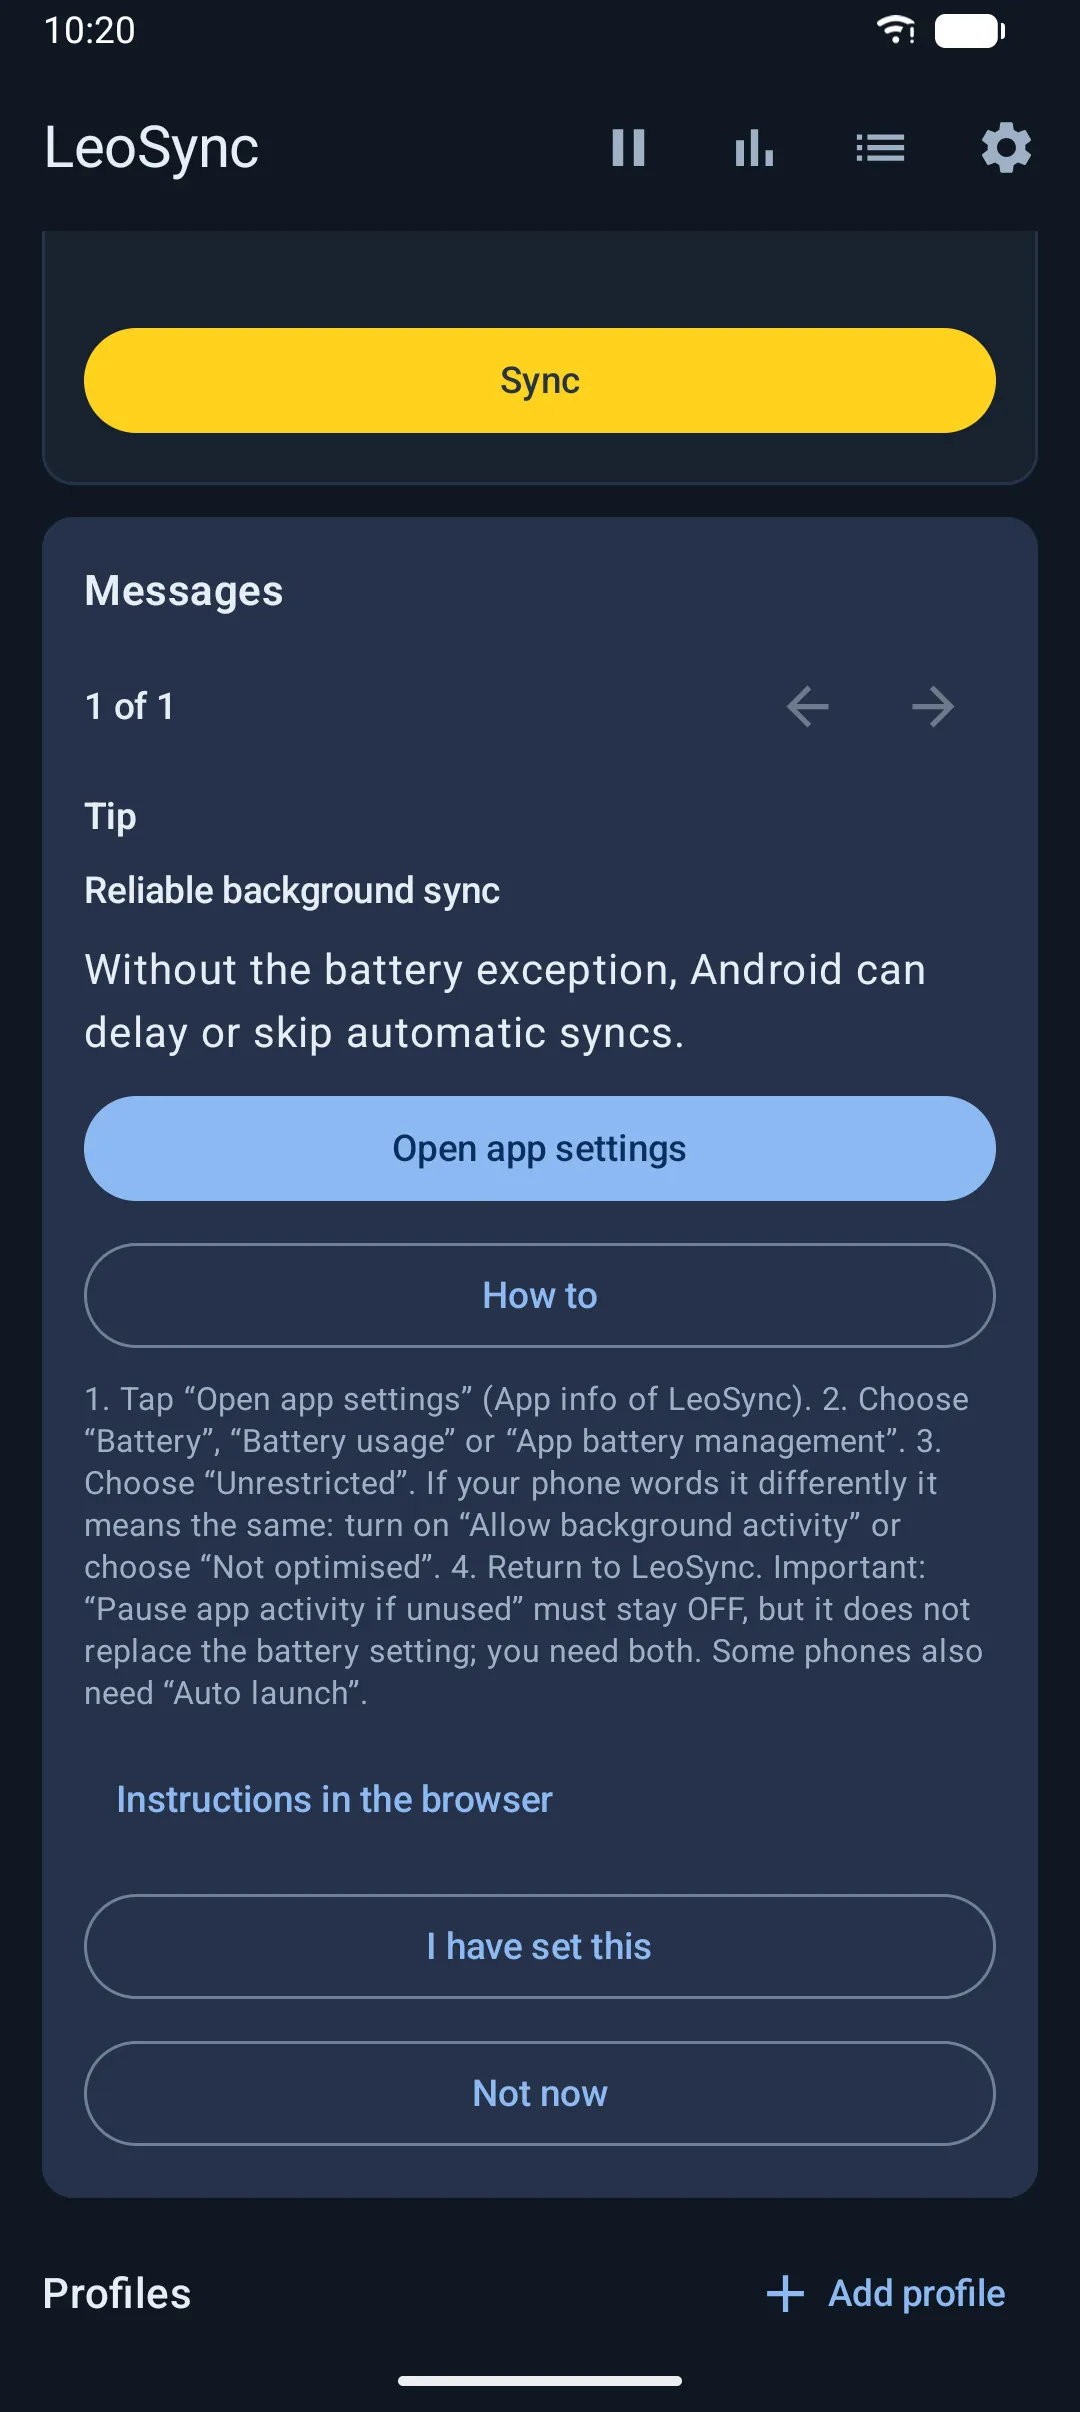 10:20
LeoSync
Sync
Messages
1 of 1
Tip
Reliable background sync
Without the battery exception, Android can
delay or skip automatic syncs.
Open app settings
How to
1. Tap “Open app settings” (App info of LeoSync). 2. Choose
“Battery”, “Battery usage” or “App battery management”. 3.
Choose “Unrestricted”. If your phone words it differently it
means the same: turn on “Allow background activity” or
choose “Not optimised”. 4. Return to LeoSync. Important:
“Pause app activity if unused” must stay OFF, but it does not
replace the battery setting; you need both. Some phones also
need “Auto launch”.
Instructions in the browser
I have set this
Not now
Profiles
Add profile